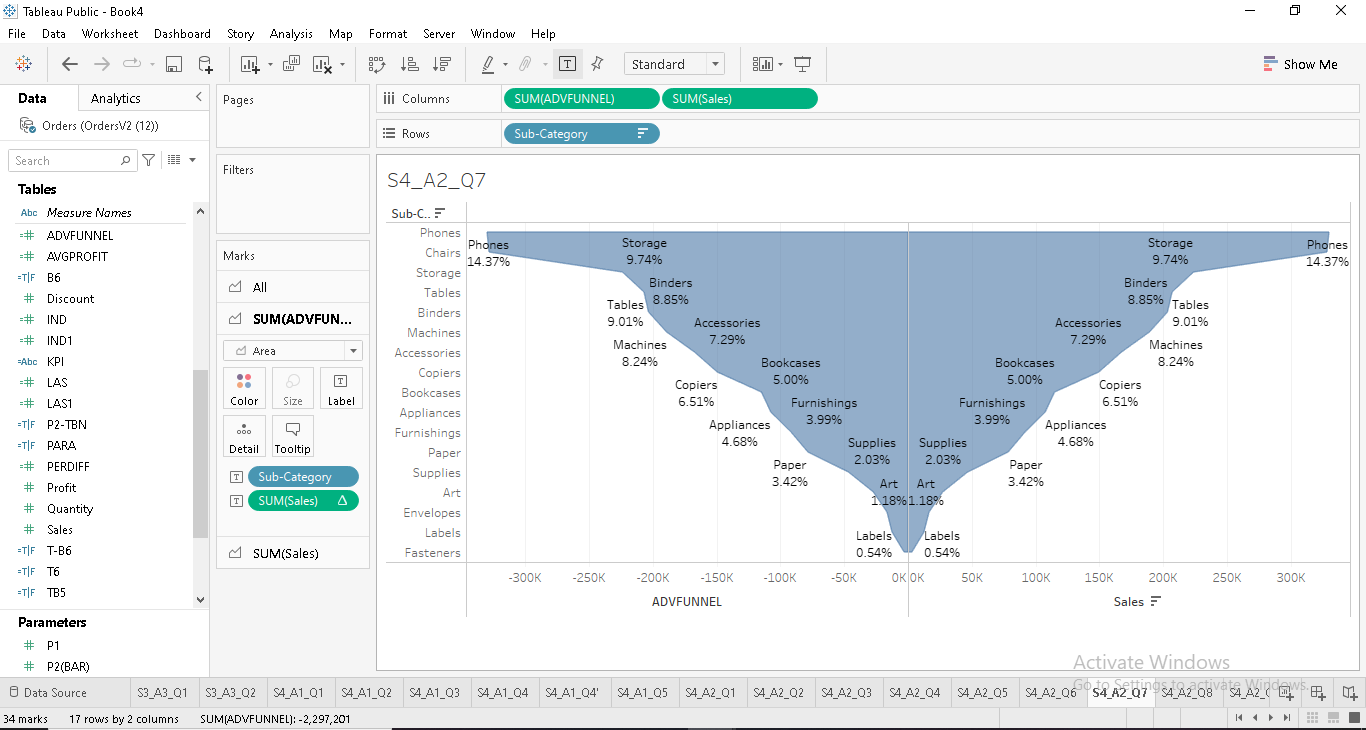 Tableau Public - Book4
File Data Worksheet Dashboard Story Analysis Map Format Server Window Help
Standard
Show Me
Data Analytics
Orders (OrdersV2 (12))
Search
Tables
Abc Measure Names
=# ADVFUNNEL
=# AVGPROFIT
=T|F B6
# Discount
=# IND
=# IND1
=Abc KPI
=# LAS
=# LAS1
=T|F P2-TBN
=T|F PARA
=# PERDIFF
# Profit
# Quantity
# Sales
=T|F T-B6
=T|F T6
=T|F TB5
Parameters
# P1
# P2(BAR)
Pages
Filters
Marks
All
SUM(ADVFUN...
Area
Color Size Label
Detail Tooltip
Sub-Category
SUM(Sales) Δ
SUM(Sales)
Columns SUM(ADVFUNNEL) SUM(Sales)
Rows Sub-Category
S4_A2_Q7
Sub-C..
Phones
Chairs
Storage
Tables
Binders
Machines
Accessories
Copiers
Bookcases
Appliances
Furnishings
Paper
Supplies
Art
Envelopes
Labels
Fasteners
Phones
14.37%
Storage
9.74%
Binders
8.85%
Tables
9.01%
Accessories
7.29%
Machines
8.24%
Bookcases
5.00%
Copiers
6.51%
Furnishings
3.99%
Appliances
4.68%
Supplies
2.03%
Paper
3.42%
Art
1.18%
Labels
0.54%
Storage
9.74%
Phones
14.37%
Binders
8.85%
Tables
9.01%
Accessories
7.29%
Machines
8.24%
Bookcases
5.00%
Copiers
6.51%
Furnishings
3.99%
Appliances
4.68%
Supplies
2.03%
Paper
3.42%
Art
1.18%
Labels
0.54%
-300K -250K -200K -150K -100K -50K 0K 0K 50K 100K 150K 200K 250K 300K
ADVFUNNEL Sales
Activate Windows
Go to Settings to activate Windows.
Data Source S3_A3_Q1 S3_A3_Q2 S4_A1_Q1 S4_A1_Q2 S4_A1_Q3 S4_A1_Q4 S4_A1_Q4' S4_A1_Q5 S4_A2_Q1 S4_A2_Q2 S4_A2_Q3 S4_A2_Q4 S4_A2_Q5 S4_A2_Q6 S4_A2_Q7 S4_A2_Q8 S4_A2_
34 marks 17 rows by 2 columns SUM(ADVFUNNEL): -2,297,201